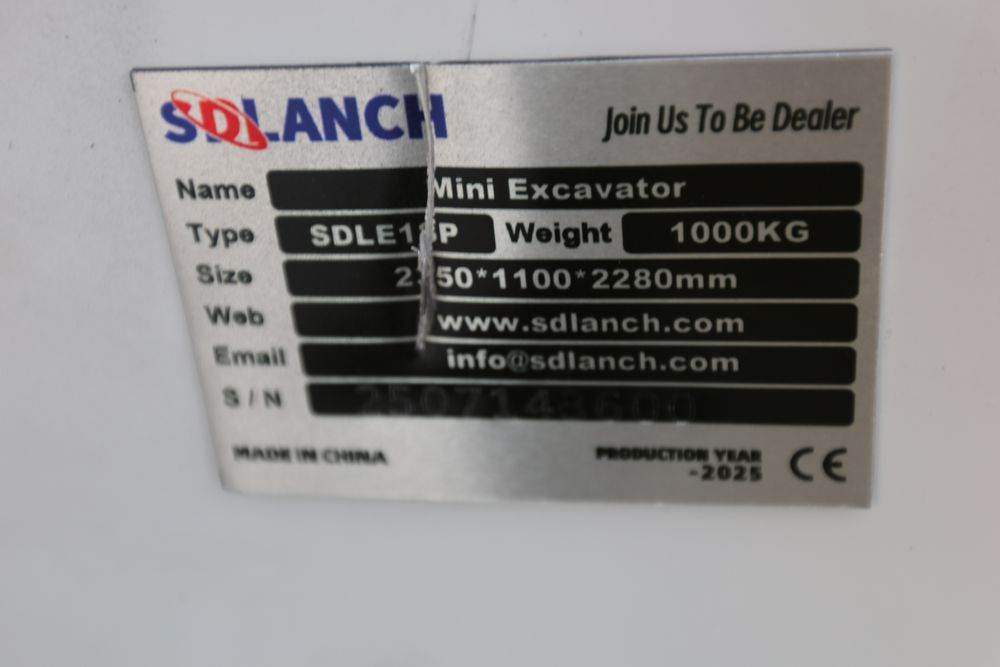 SDLANCH
Join Us To Be Dealer
Name Mini Excavator
Type Weight 1000KG
Size
Web www.sdlanch.com
Email info@sdlanch.com
S/N
MADE IN CHINA
PRODUCTION YEAR
-2025
CE